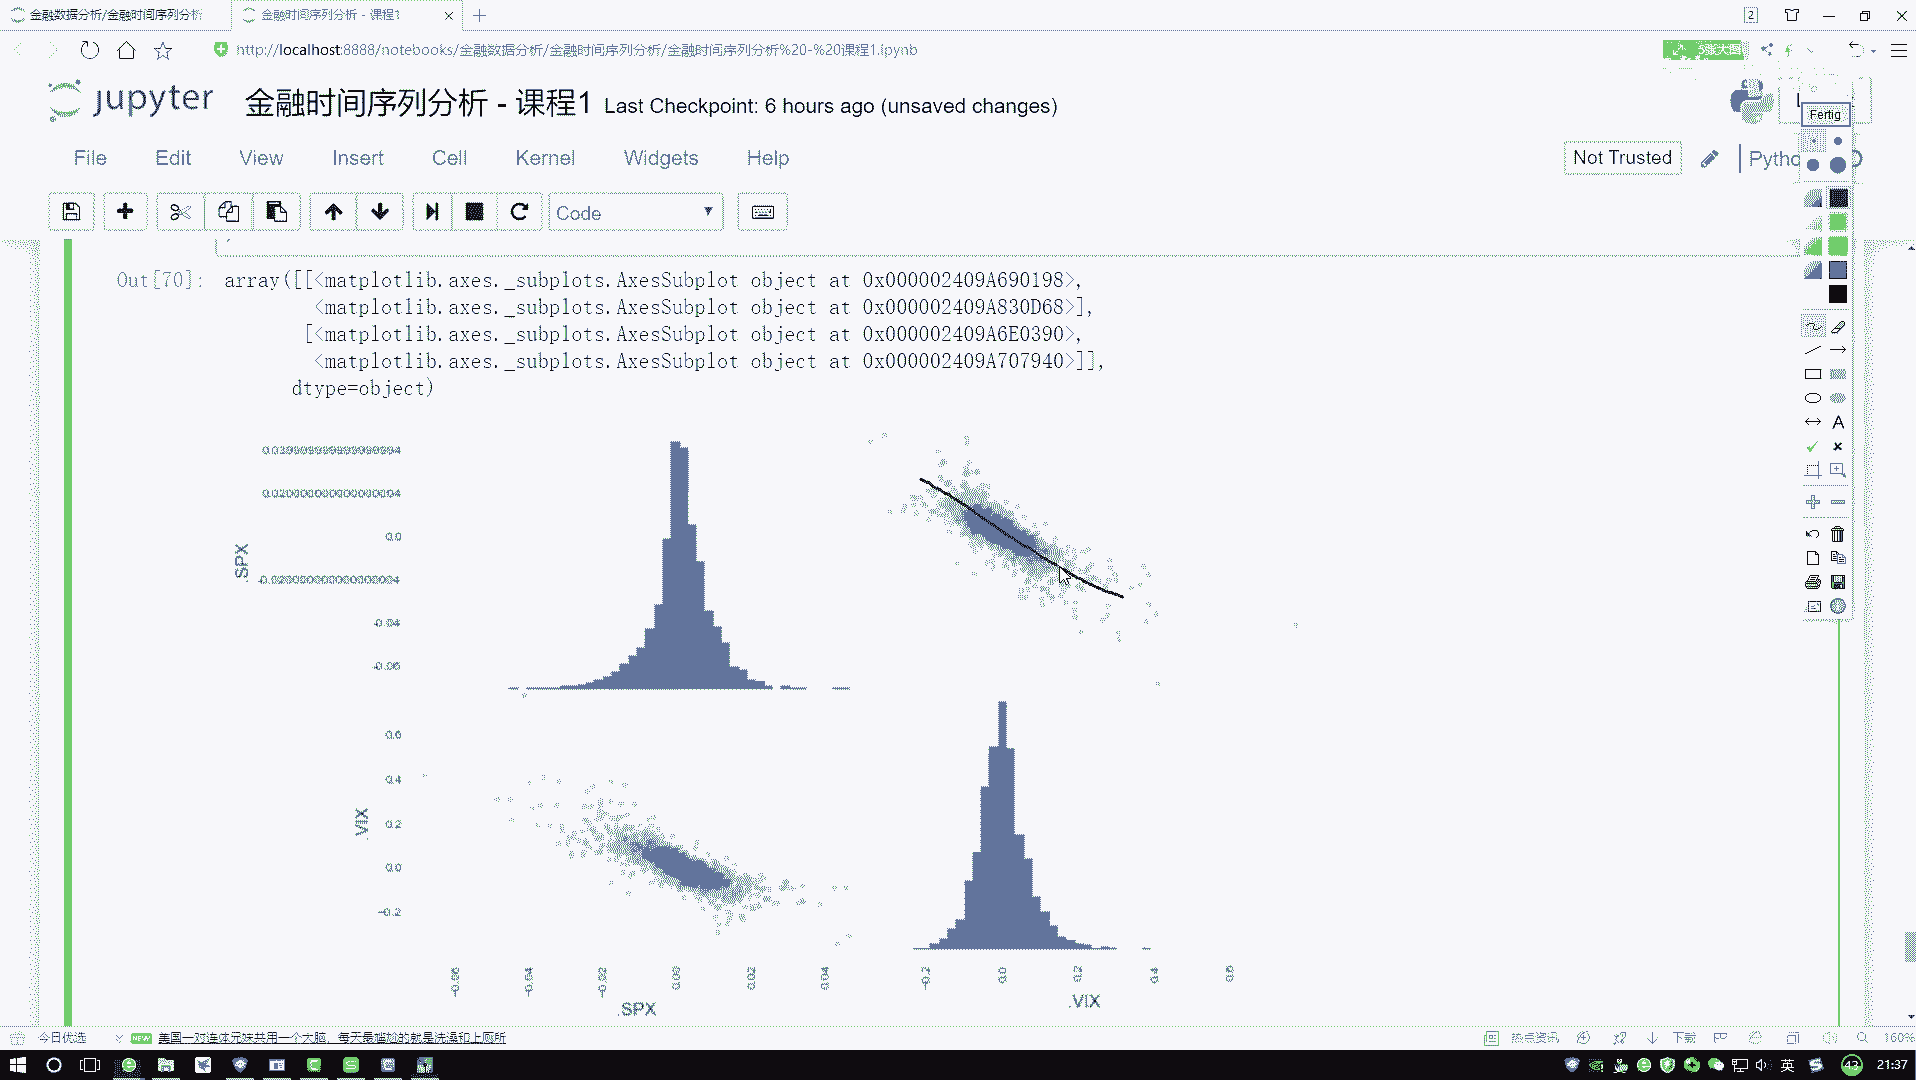 金融数据分析/金融时间序列分析
金融时间序列分析 - 课程1
2
http://localhost:8888/notebooks/金融数据分析/金融时间序列分析/金融时间序列分析%20-%20课程1.ipynb
5张大图
jupyter 金融时间序列分析 - 课程1 Last Checkpoint: 6 hours ago (unsaved changes)
Fertig
File Edit View Insert Cell Kernel Widgets Help
Not Trusted
Code
Out[70]: array([[<matplotlib.axes._subplots.AxesSubplot object at 0x000002409A690198>,
<matplotlib.axes._subplots.AxesSubplot object at 0x000002409A830D68>],
[<matplotlib.axes._subplots.AxesSubplot object at 0x000002409A6E0390>,
<matplotlib.axes._subplots.AxesSubplot object at 0x000002409A707940>]],
dtype=object)
0.0
-0.04
-0.06
.SPX
0.6
0.4
0.2
0.0
-0.2
.VIX
-0.06 -0.04 -0.02 0.00 0.02 0.04
-0.2 0.0 0.2 0.4 0.6
.SPX
.VIX
今日优选
NEW
美国一对连体兄妹共用一个大脑，每天最尴尬的就是洗澡和上厕所
热点资讯
下载
160%
英
43
21:37